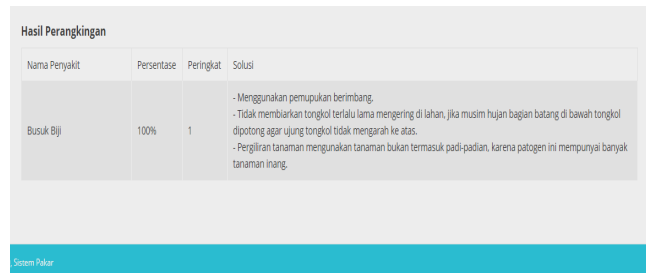 Hasil Perangkingan
Nama Penyakit Persentase Peringkat Solusi
- Menggunakan pemupukan berimbang.
- Tidak membiarkan tongkol terlalu lama mengering di lahan, jika musim hujan bagian batang di bawah tongkol
Busuk Biji 100% 1 dipotong agar ujung tongkol tidak mengarah ke atas.
- Pergiliran tanaman mengunakan tanaman bukan termasuk padi-padian, karena patogen ini mempunyai banyak
tanaman inang.
. Sistem Pakar